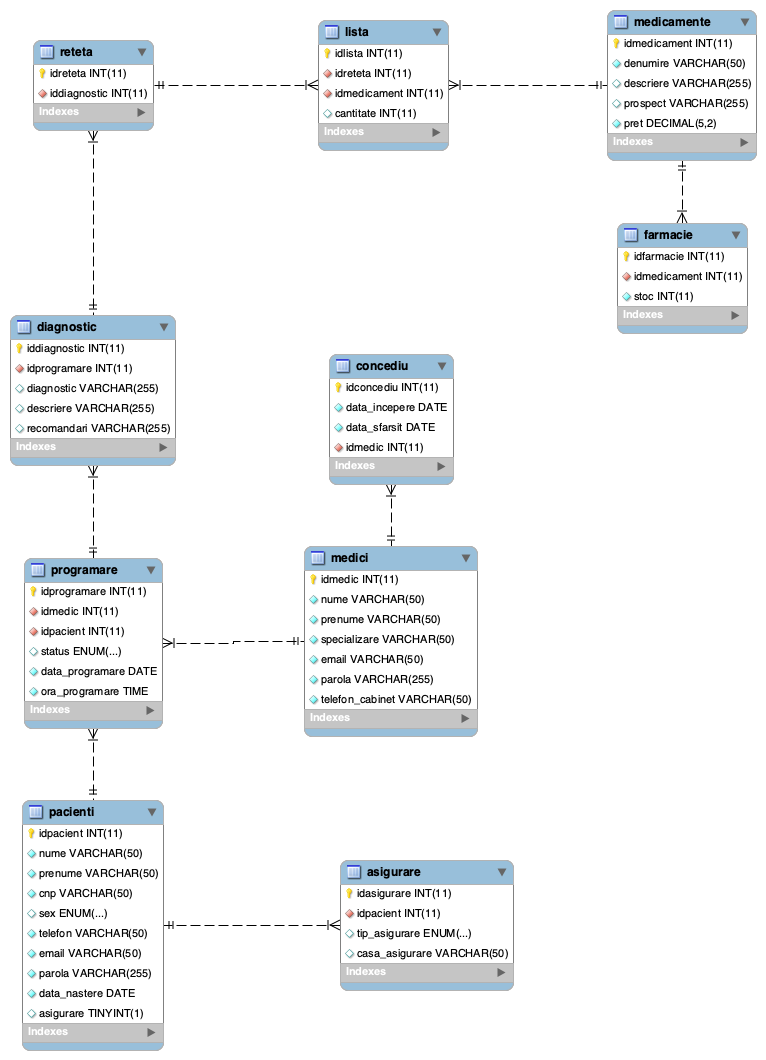 reteta
idreteta INT(11)
iddiagnostic INT(11)
Indexes
lista
idlista INT(11)
idreteta INT(11)
idmedicament INT(11)
cantitate INT(11)
Indexes
medicamente
idmedicament INT(11)
denumire VARCHAR(50)
descriere VARCHAR(255)
prospect VARCHAR(255)
pret DECIMAL(5,2)
Indexes
farmacie
idfarmacie INT(11)
idmedicament INT(11)
stoc INT(11)
Indexes
diagnostic
iddiagnostic INT(11)
idprogramare INT(11)
diagnostic VARCHAR(255)
descriere VARCHAR(255)
recomandari VARCHAR(255)
Indexes
concediu
idconcediu INT(11)
data_incepere DATE
data_sfarsit DATE
idmedic INT(11)
Indexes
programare
idprogramare INT(11)
idmedic INT(11)
idpacient INT(11)
status ENUM(...)
data_programare DATE
ora_programare TIME
Indexes
medici
idmedic INT(11)
nume VARCHAR(50)
prenume VARCHAR(50)
specializare VARCHAR(50)
email VARCHAR(50)
parola VARCHAR(255)
telefon_cabinet VARCHAR(50)
Indexes
pacienti
idpacient INT(11)
nume VARCHAR(50)
prenume VARCHAR(50)
cnp VARCHAR(50)
sex ENUM(...)
telefon VARCHAR(50)
email VARCHAR(50)
parola VARCHAR(255)
data_nastere DATE
asigurare TINYINT(1)
Indexes
asigurare
idasigurare INT(11)
idpacient INT(11)
tip_asigurare ENUM(...)
casa_asigurare VARCHAR(50)
Indexes